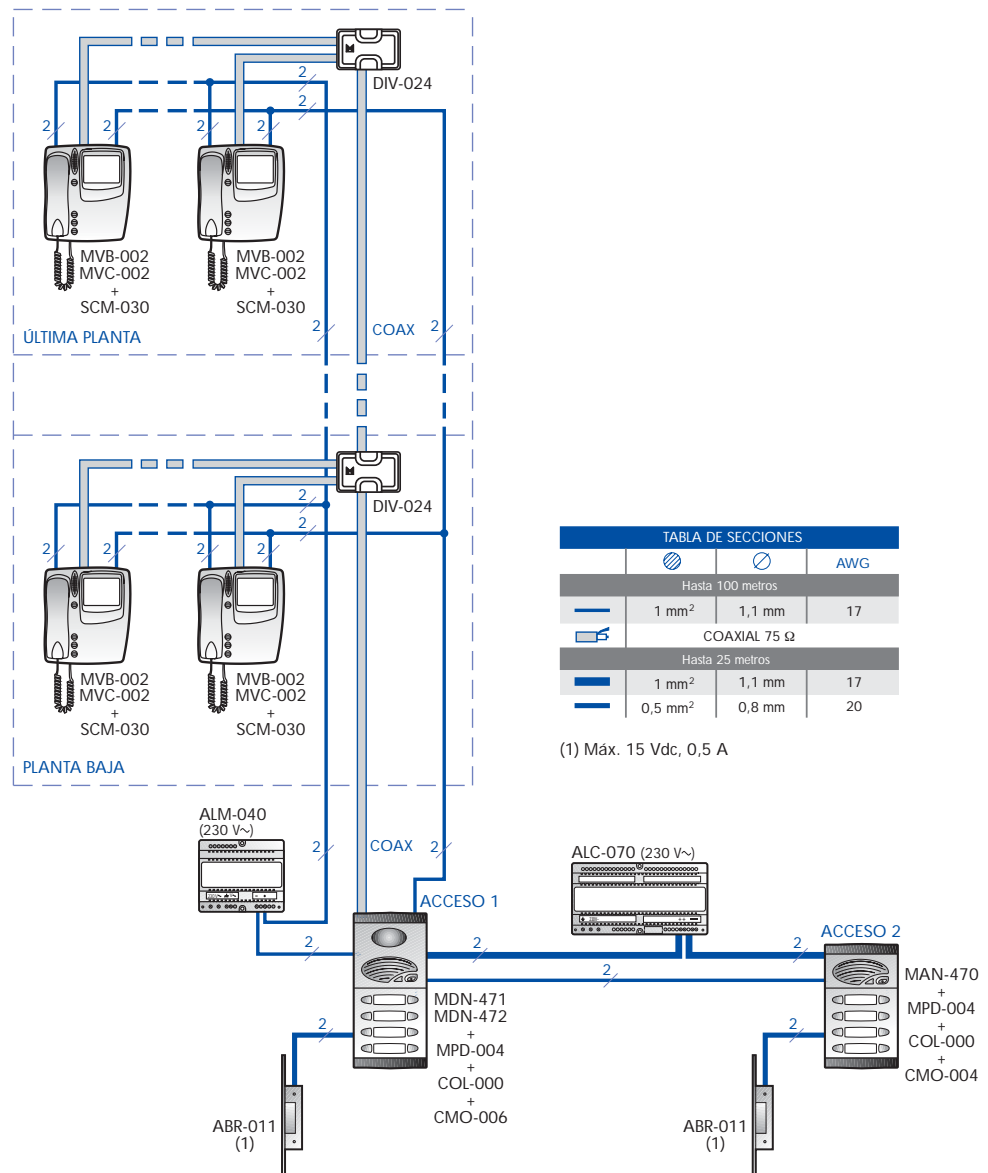 DIV-024
2
2
2
2
2
2
MVB-002
MVC-002
+
SCM-030
MVB-002
MVC-002
+
SCM-030
ÚLTIMA PLANTA
2
COAX
2
DIV-024
2
2
2
2
2
2
MVB-002
MVC-002
+
SCM-030
MVB-002
MVC-002
+
SCM-030
PLANTA BAJA
TABLA DE SECCIONES
AWG
Hasta 100 metros
1 mm² 1,1 mm 17
COAXIAL 75 Ω
Hasta 25 metros
1 mm² 1,1 mm 17
0,5 mm² 0,8 mm 20
(1) Máx. 15 Vdc, 0,5 A
ALM-040
(230 V~)
2
COAX
2
ALC-070 (230 V~)
ACCESO 1
ACCESO 2
2
2
2
2
MDN-471
MDN-472
+
MPD-004
+
COL-000
+
CMO-006
MAN-470
+
MPD-004
+
COL-000
+
CMO-004
2
2
ABR-011
(1)
ABR-011
(1)